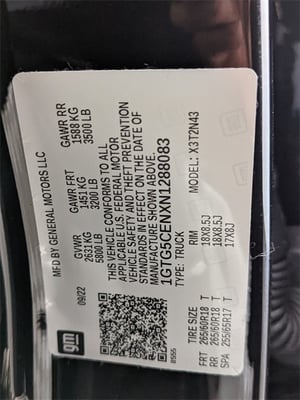 gm
MFD BY GENERAL MOTORS LLC
09/22
GVWR GAWR FRT GAWR RR
2631 KG 1451 KG 1588 KG
5800 LB 3200 LB 3500 LB
THIS VEHICLE CONFORMS TO ALL
APPLICABLE U.S. FEDERAL MOTOR
VEHICLE SAFETY AND THEFT PREVENTION
STANDARDS IN EFFECT ON THE DATE OF
MANUFACTURE SHOWN ABOVE.
1GTG5CENXN1288083
TYPE: TRUCK MODEL: X3T2N43
TIRE SIZE RIM
FRT 265/60R18 T 18X8.5J
RR 265/60R18 T 18X8.5J
SPA 255/65R17 T 17X8J